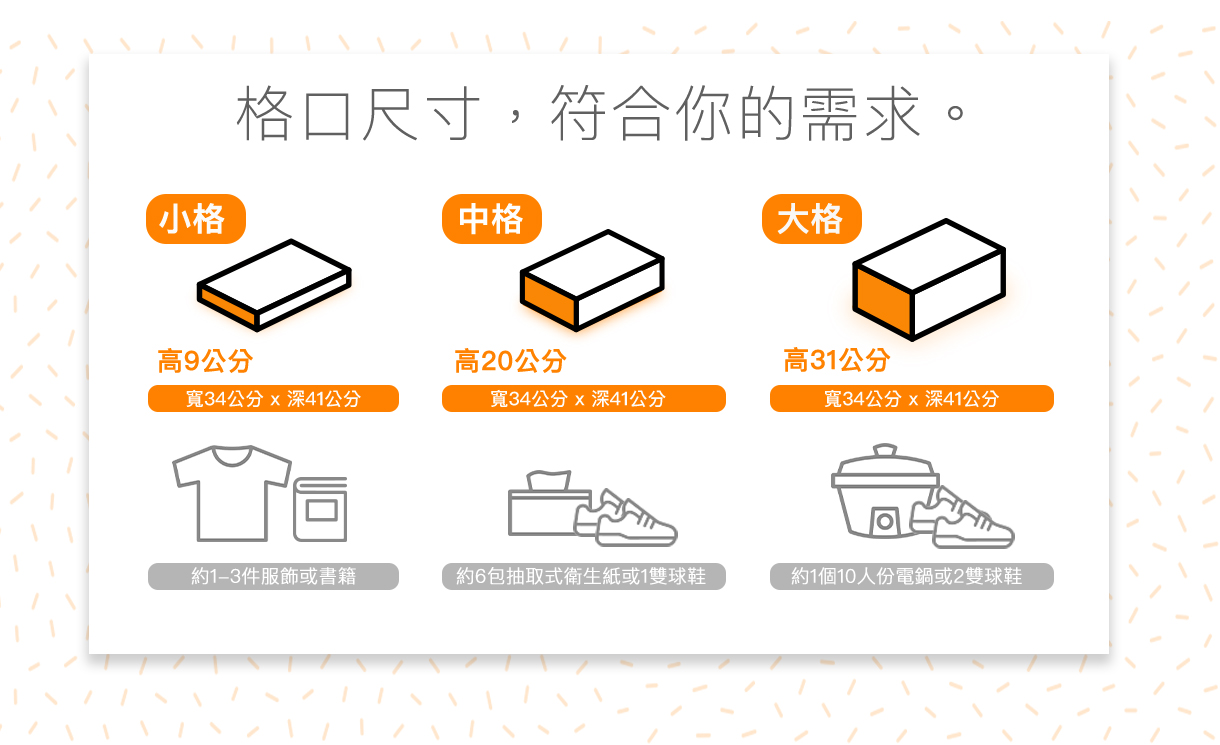 格口尺寸，符合你的需求。
小格
中格
大格
高9公分
高20公分
高31公分
寬34公分 x 深41公分
寬34公分 x 深41公分
寬34公分 x 深41公分
約1-3件服飾或書籍
約6包抽取式衛生紙或1雙球鞋
約1個10人份電鍋或2雙球鞋